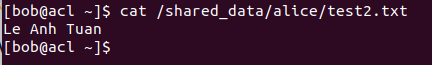 [bob@acl ~]$ cat /shared_data/alice/test2.txt
Le Anh Tuan
[bob@acl ~]$